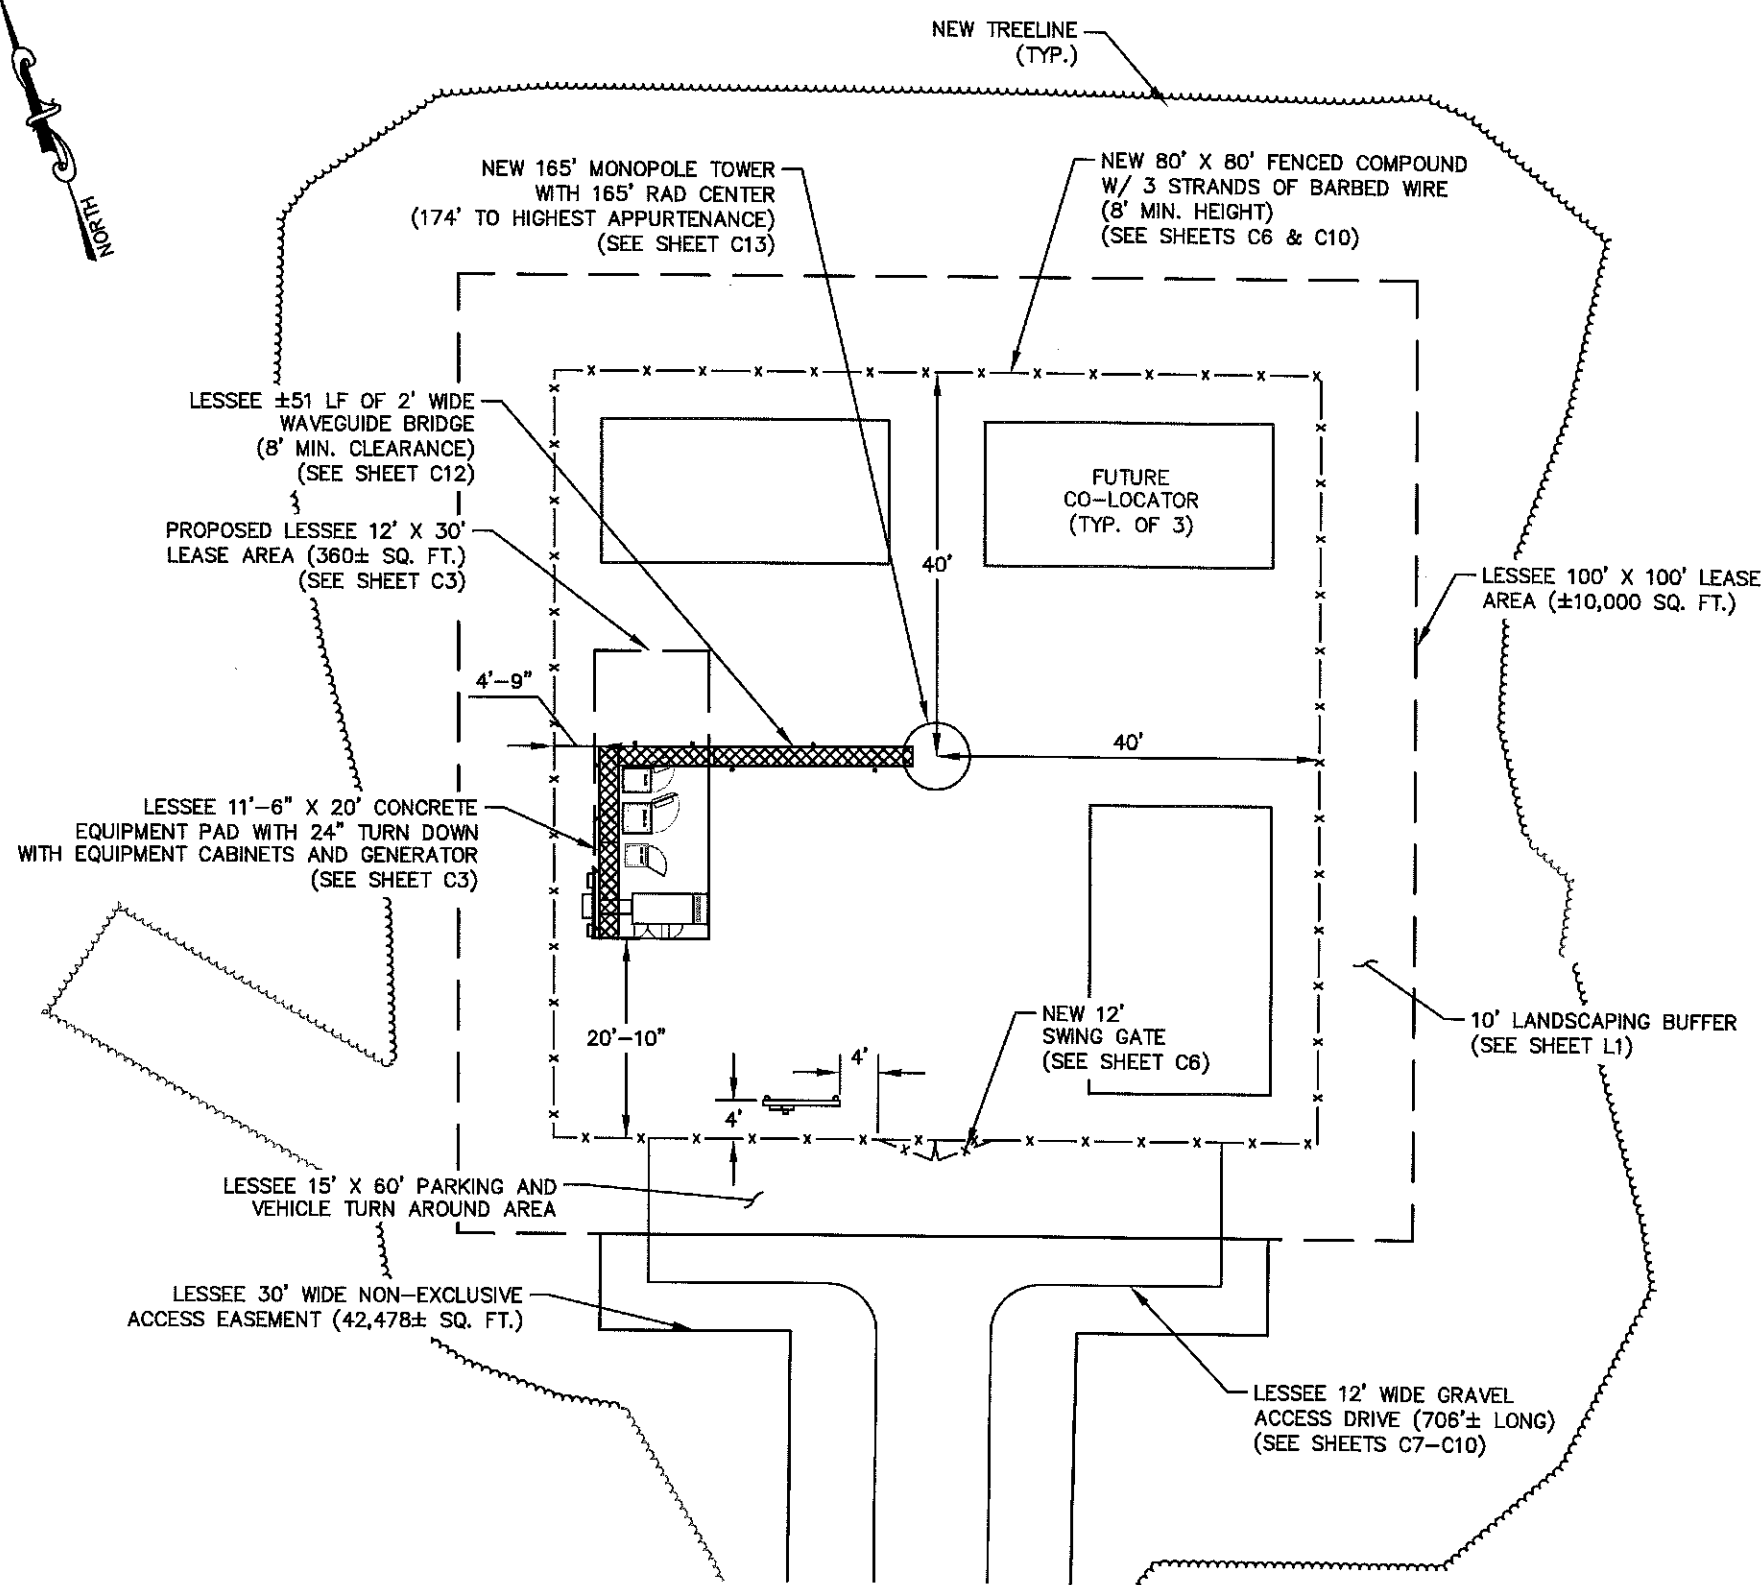 NEW TREELINE
(TYP.)
NORTH
NEW 165' MONOPOLE TOWER
WITH 165' RAD CENTER
(174' TO HIGHEST APPURTENANCE)
(SEE SHEET C13)
NEW 80' X 80' FENCED COMPOUND
W/ 3 STRANDS OF BARBED WIRE
(8' MIN. HEIGHT)
(SEE SHEETS C6 & C10)
LESSEE ±51 LF OF 2' WIDE
WAVEGUIDE BRIDGE
(8' MIN. CLEARANCE)
(SEE SHEET C12)
FUTURE
CO-LOCATOR
(TYP. OF 3)
PROPOSED LESSEE 12' X 30'
LEASE AREA (360± SQ. FT.)
(SEE SHEET C3)
40'
LESSEE 100' X 100' LEASE
AREA (±10,000 SQ. FT.)
4'-9"
40'
LESSEE 11'-6" X 20' CONCRETE
EQUIPMENT PAD WITH 24" TURN DOWN
WITH EQUIPMENT CABINETS AND GENERATOR
(SEE SHEET C3)
20'-10"
NEW 12'
SWING GATE
(SEE SHEET C6)
4'
4'
10' LANDSCAPING BUFFER
(SEE SHEET L1)
LESSEE 15' X 60' PARKING AND
VEHICLE TURN AROUND AREA
LESSEE 30' WIDE NON-EXCLUSIVE
ACCESS EASEMENT (42,478± SQ. FT.)
LESSEE 12' WIDE GRAVEL
ACCESS DRIVE (706'± LONG)
(SEE SHEETS C7-C10)